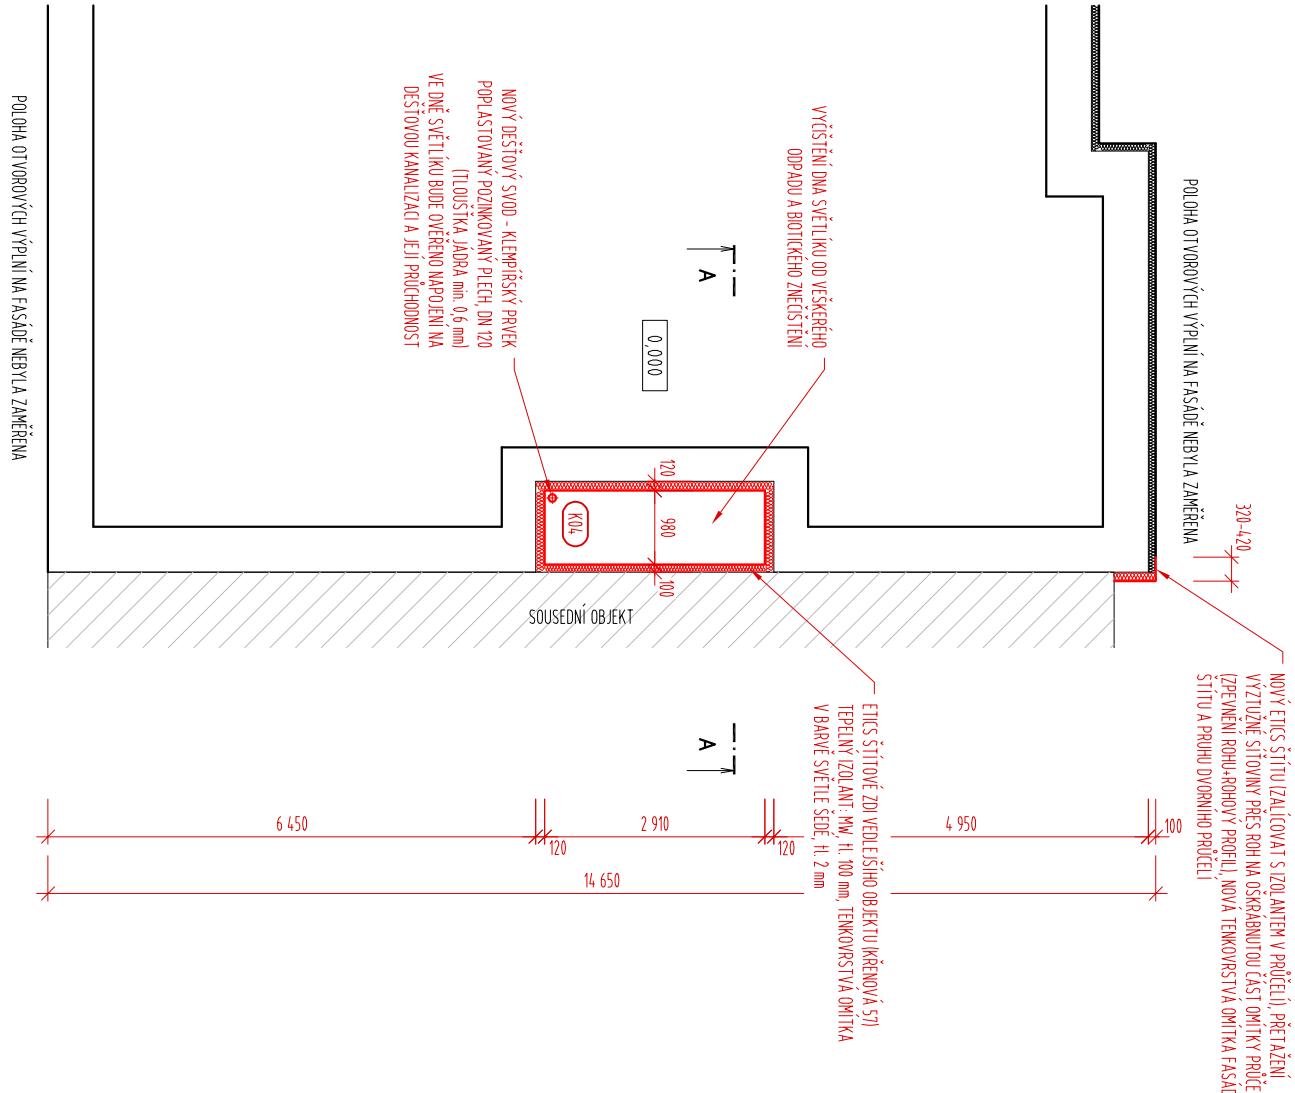 POLOHA OTVOROVÝCH VÝPLNÍ NA FASÁDĚ NEBYLA ZAMĚŘENA
NOVÝ DEŠŤOVÝ SVOD - KLEMPÍŘSKÝ PRVEK
POPLASTOVANÝ POZINKOVANÝ PLECH, DN 120
(TLOUŠŤKA JÁDRA min. 0,6 mm)
VE DNĚ SVĚTLÍKU BUDE OVĚŘENO NAPOJENÍ NA
DEŠŤOVOU KANALIZACI A JEJÍ PRŮCHODNOST
VYČIŠTĚNÍ DNA SVĚTLÍKU OD VEŠKERÉHO
ODPADU A BIOTICKÉHO ZNEČIŠTĚNÍ
A
0,000
POLOHA OTVOROVÝCH VÝPLNÍ NA FASÁDĚ NEBYLA ZAMĚŘENA
320-420
120
980
100
K04
SOUSEDNÍ OBJEKT
NOVÝ ETICS ŠTÍTU (ZALÍCOVAT S IZOLANTEM V PRŮČELÍ), PŘETAŽENÍ
VÝZTUŽNÉ SÍŤOVINY PŘES ROH NA OŠKRÁBNUTOU ČÁST OMÍTKY PRŮČE
(ZPEVNĚNÍ ROHU+ROHOVÝ PROFIL), NOVÁ TENKOVRSTVÁ OMÍTKA FASÁD
ŠTÍTU A PRUHU DVORNÍHO PRŮČELÍ
ETICS ŠTÍTOVÉ ZDI VEDLEJŠÍHO OBJEKTU (KŘENOVÁ 57)
TEPELNÝ IZOLANT: MW, tl. 100 mm, TENKOVRSTVÁ OMÍTKA
V BARVĚ SVĚTLE ŠEDÉ, tl. 2 mm
A
6 450
120
2 910
120
4 950
100
14 650